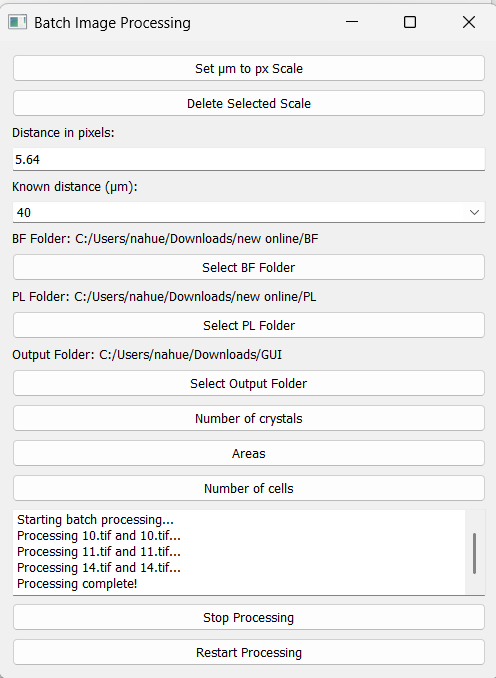 Batch Image Processing
Set µm to px Scale
Delete Selected Scale
Distance in pixels:
5.64
Known distance (µm):
40
BF Folder: C:/Users/nahue/Downloads/new online/BF
Select BF Folder
PL Folder: C:/Users/nahue/Downloads/new online/PL
Select PL Folder
Output Folder: C:/Users/nahue/Downloads/GUI
Select Output Folder
Number of crystals
Areas
Number of cells
Starting batch processing...
Processing 10.tif and 10.tif...
Processing 11.tif and 11.tif...
Processing 14.tif and 14.tif...
Processing complete!
Stop Processing
Restart Processing